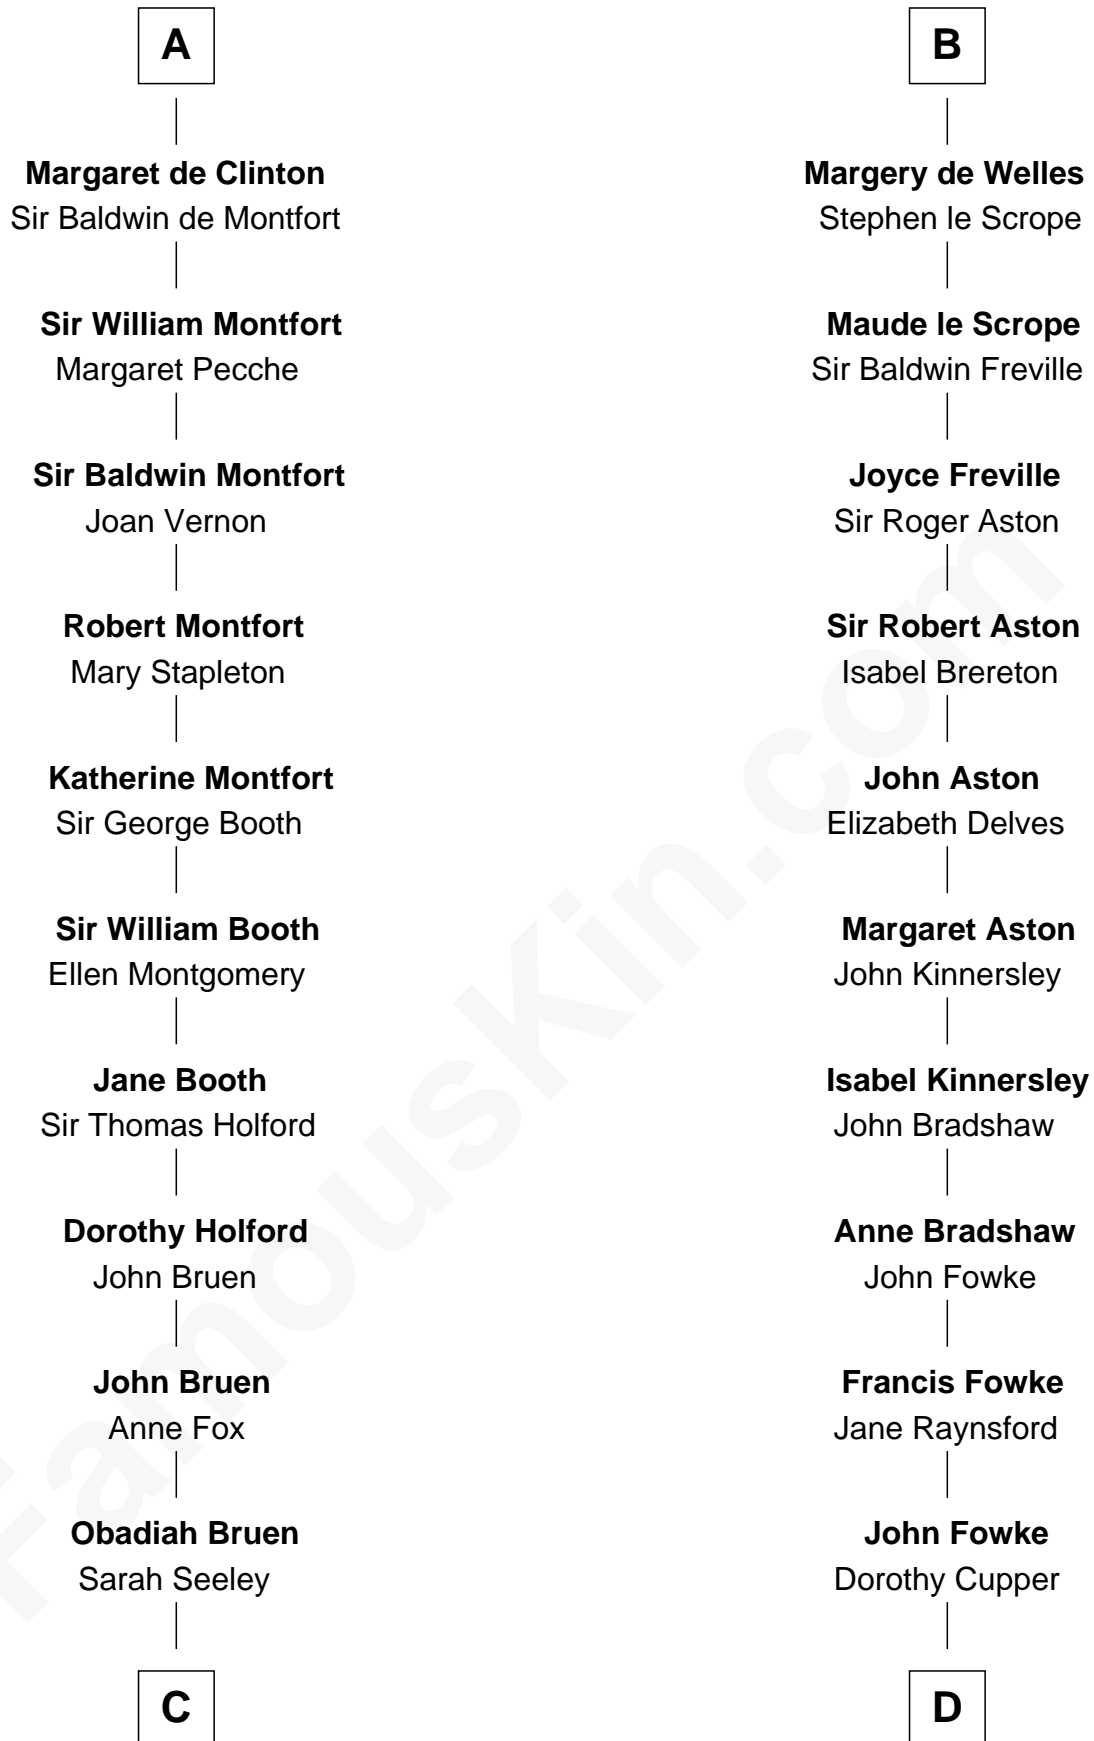 A
Margaret de Clinton
Sir Baldwin de Montfort
Sir William Montfort
Margaret Pecche
Sir Baldwin Montfort
Joan Vernon
Robert Montfort
Mary Stapleton
Katherine Montfort
Sir George Booth
Sir William Booth
Ellen Montgomery
Jane Booth
Sir Thomas Holford
Dorothy Holford
John Bruen
John Bruen
Anne Fox
Obadiah Bruen
Sarah Seeley
C
B
Margery de Welles
Stephen le Scrope
Maude le Scrope
Sir Baldwin Freville
Joyce Freville
Sir Roger Aston
Sir Robert Aston
Isabel Brereton
John Aston
Elizabeth Delves
Margaret Aston
John Kinnersley
Isabel Kinnersley
John Bradshaw
Anne Bradshaw
John Fowke
Francis Fowke
Jane Raynsford
John Fowke
Dorothy Cupper
D
FamousKin.com